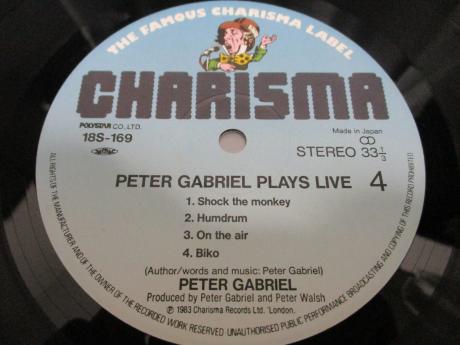 THE FAMOUS CHARISMA LABEL
CHARISMA
POLYSTAR CO., LTD.
18S-169
Made in Japan
STEREO 33 1/3
PETER GABRIEL PLAYS LIVE 4
1. Shock the monkey
2. Humdrum
3. On the air
4. Biko
(Author/words and music: Peter Gabriel)
PETER GABRIEL
Produced by Peter Gabriel and Peter Walsh
℗ 1983 Charisma Records Ltd. London.
ALL RIGHTS OF THE MANUFACTURER AND OF THE OWNER OF THE RECORDED WORK RESERVED UNAUTHORISED PUBLIC PERFORMANCE BROADCASTING AND COPYING OF THIS RECORD PROHIBITED